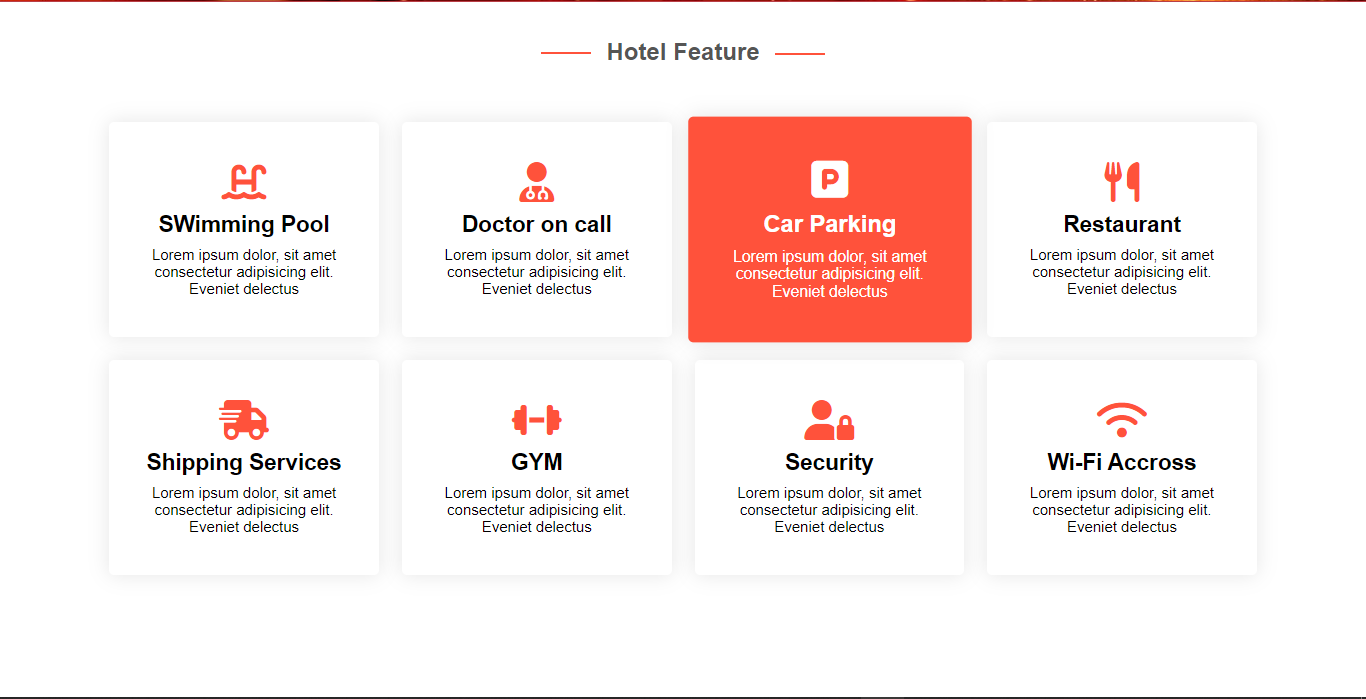 Hotel Feature
SWimming Pool
Lorem ipsum dolor, sit amet
consectetur adipisicing elit.
Eveniet delectus
Doctor on call
Lorem ipsum dolor, sit amet
consectetur adipisicing elit.
Eveniet delectus
P
Car Parking
Lorem ipsum dolor, sit amet
consectetur adipisicing elit.
Eveniet delectus
Restaurant
Lorem ipsum dolor, sit amet
consectetur adipisicing elit.
Eveniet delectus
Shipping Services
Lorem ipsum dolor, sit amet
consectetur adipisicing elit.
Eveniet delectus
GYM
Lorem ipsum dolor, sit amet
consectetur adipisicing elit.
Eveniet delectus
Security
Lorem ipsum dolor, sit amet
consectetur adipisicing elit.
Eveniet delectus
Wi-Fi Accross
Lorem ipsum dolor, sit amet
consectetur adipisicing elit.
Eveniet delectus